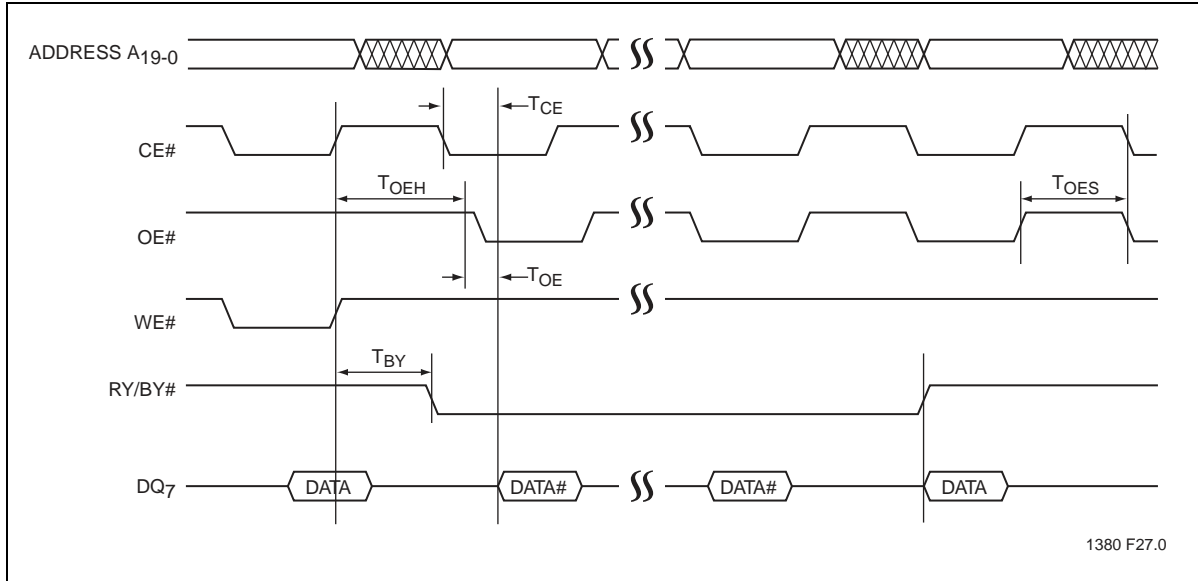 ADDRESS A19-0
TCE
CE#
TOEH
TOES
OE#
TOE
WE#
TBY
RY/BY#
DQ7
DATA
DATA#
DATA#
DATA
1380 F27.0